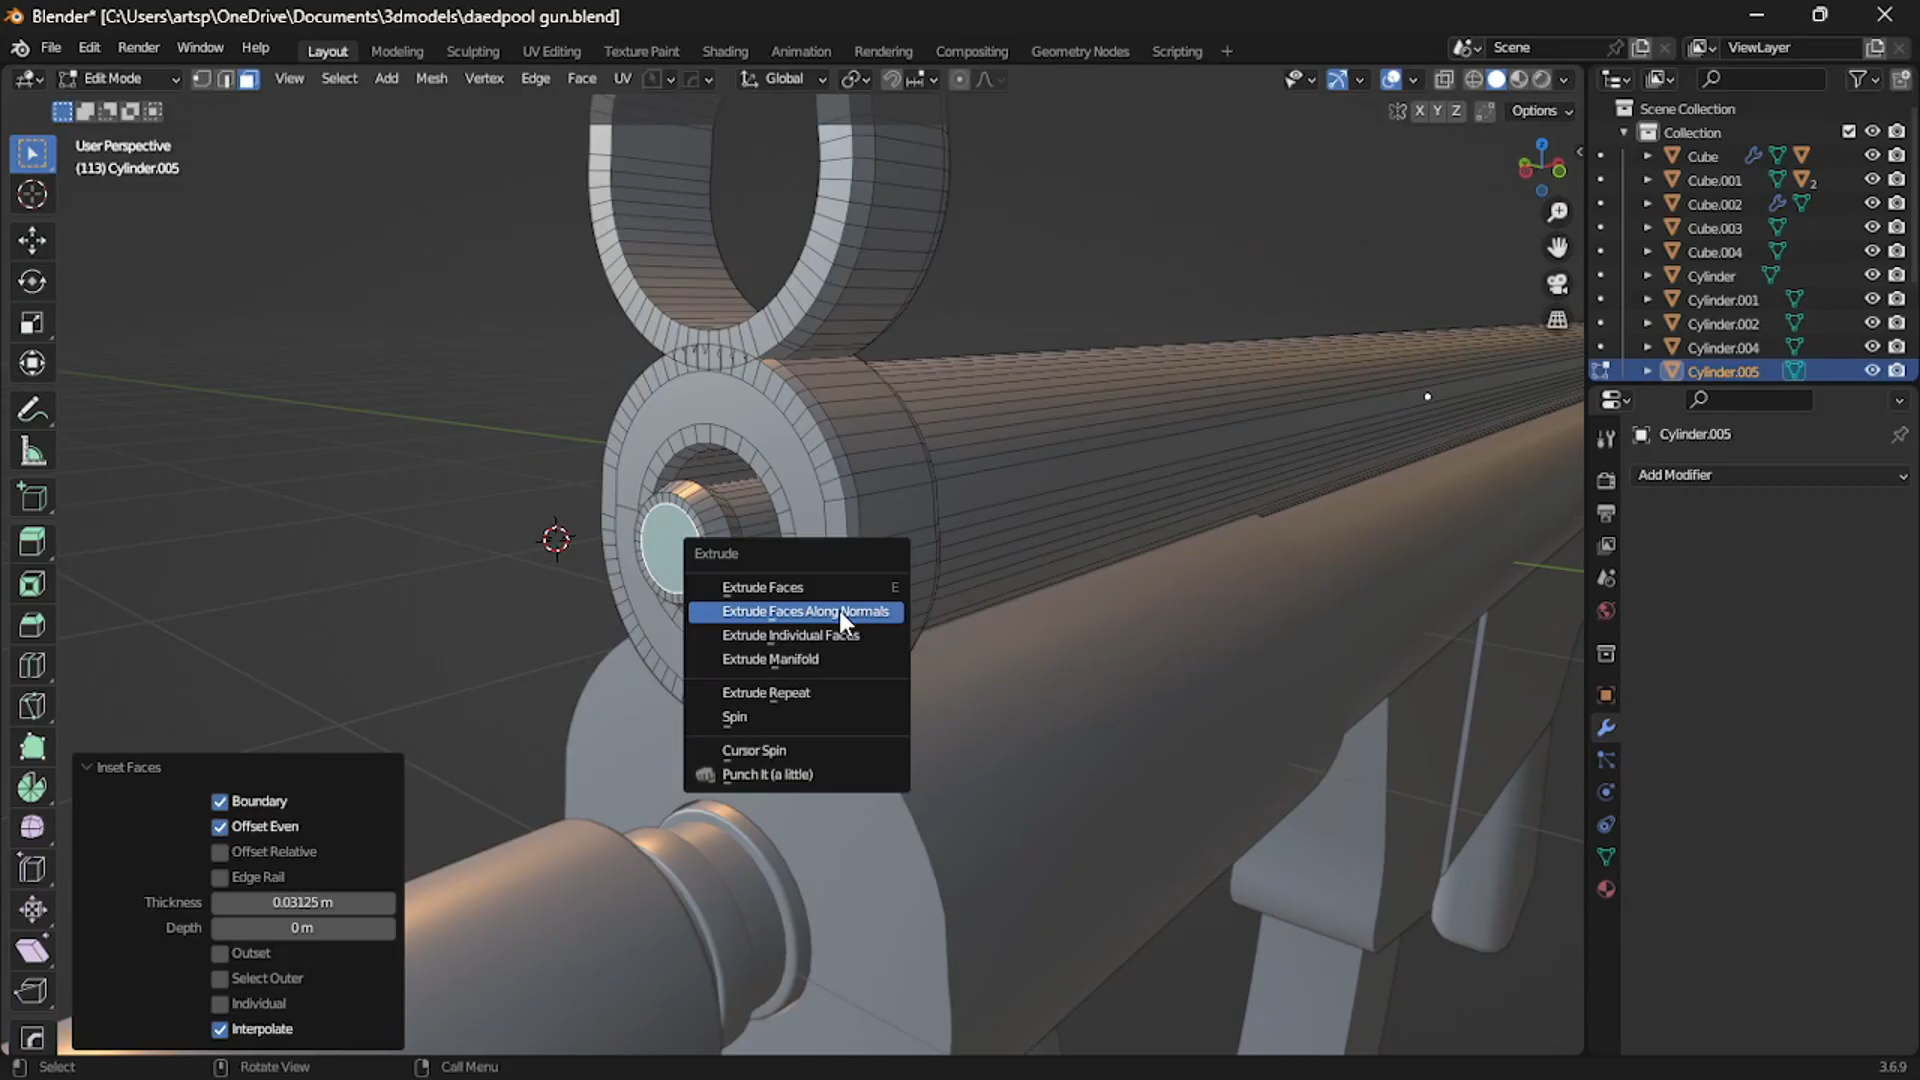 Blender* [C:\Users\artsp\OneDrive\Documents\3dmodels\daedpool gun.blend]
File Edit Render Window Help Layout Modeling Sculpting UV Editing Texture Paint Shading Animation Rendering Compositing Geometry Nodes Scripting + Scene ViewLayer
Edit Mode View Select Add Mesh Vertex Edge Face UV Global
X Y Z Options
User Perspective
(113) Cylinder.005
Scene Collection
Collection
Cube
Cube.001 2
Cube.002
Cube.003
Cube.004
Cylinder
Cylinder.001
Cylinder.002
Cylinder.004
Cylinder.005
Cylinder.005
Add Modifier
Extrude
Extrude Faces E
Extrude Faces Along Normals
Extrude Individual Faces
Extrude Manifold
Extrude Repeat
Spin
Cursor Spin
Punch It (a little)
Inset Faces
Boundary
Offset Even
Offset Relative
Edge Rail
Thickness 0.03125 m
Depth 0 m
Outset
Select Outer
Individual
Interpolate
Select Rotate View Call Menu 3.6.9